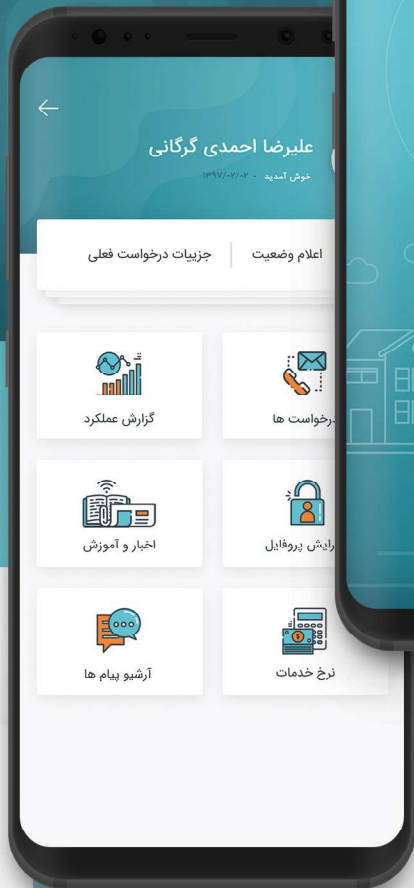 علیرضا احمدی گرگانی
خوش آمدید - ۱۳۹۷/۰۲/۰۲
اعلام وضعیت
جزییات درخواست فعلی
درخواست ها
گزارش عملکرد
پروفایل
اخبار و آموزش
نرخ خدمات
آرشیو پیام ها